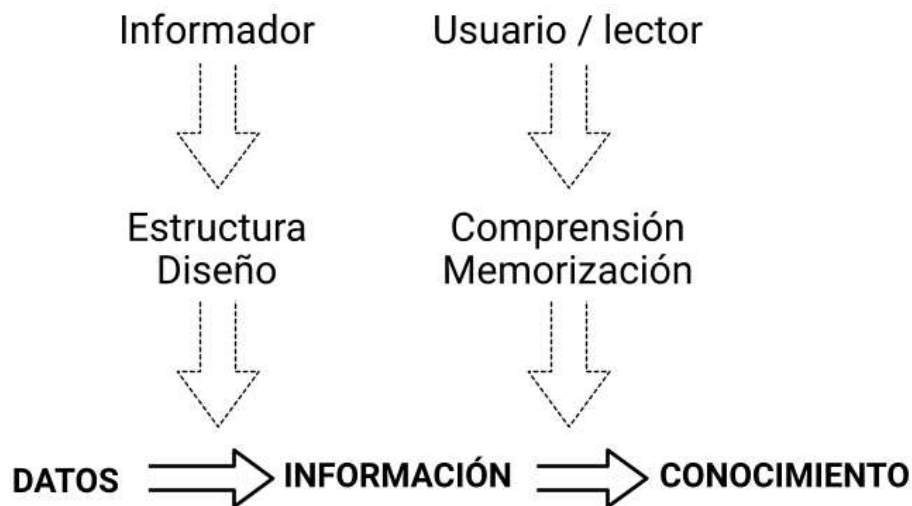 Informador
Usuario / lector
Estructura
Diseño
Comprensión
Memorización
DATOS
INFORMACIÓN
CONOCIMIENTO